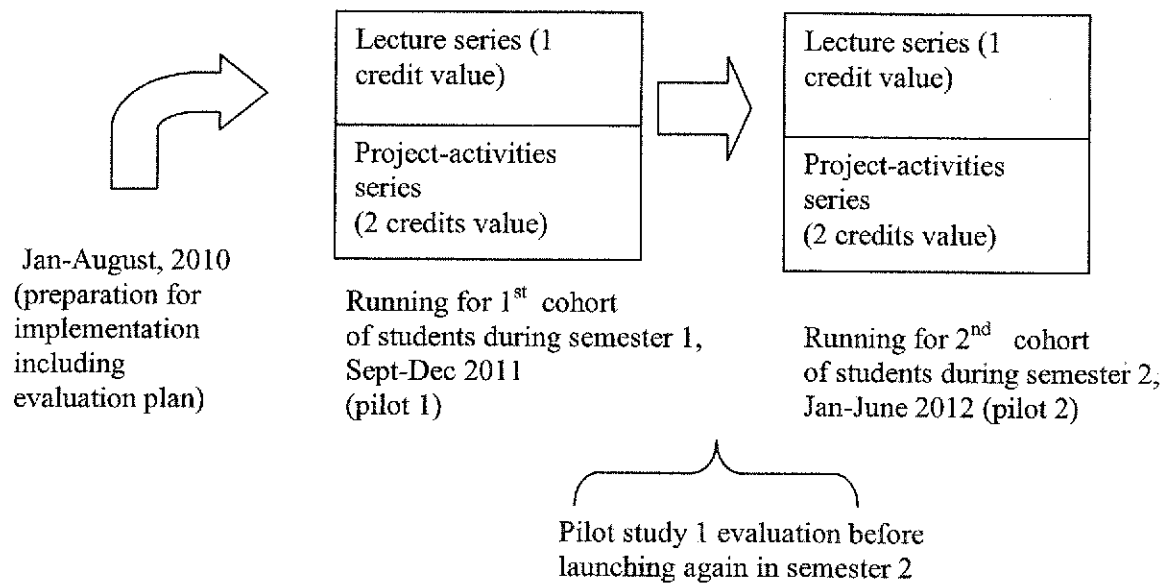 Lecture series (1
credit value)
Project-activities
series
(2 credits value)
Lecture series (1
credit value)
Project-activities
series
(2 credits value)
Jan-August, 2010
(preparation for
implementation
including
evaluation plan)
Running for 1st cohort
of students during semester 1,
Sept-Dec 2011
(pilot 1)
Running for 2nd cohort
of students during semester 2,
Jan-June 2012 (pilot 2)
Pilot study 1 evaluation before
launching again in semester 2